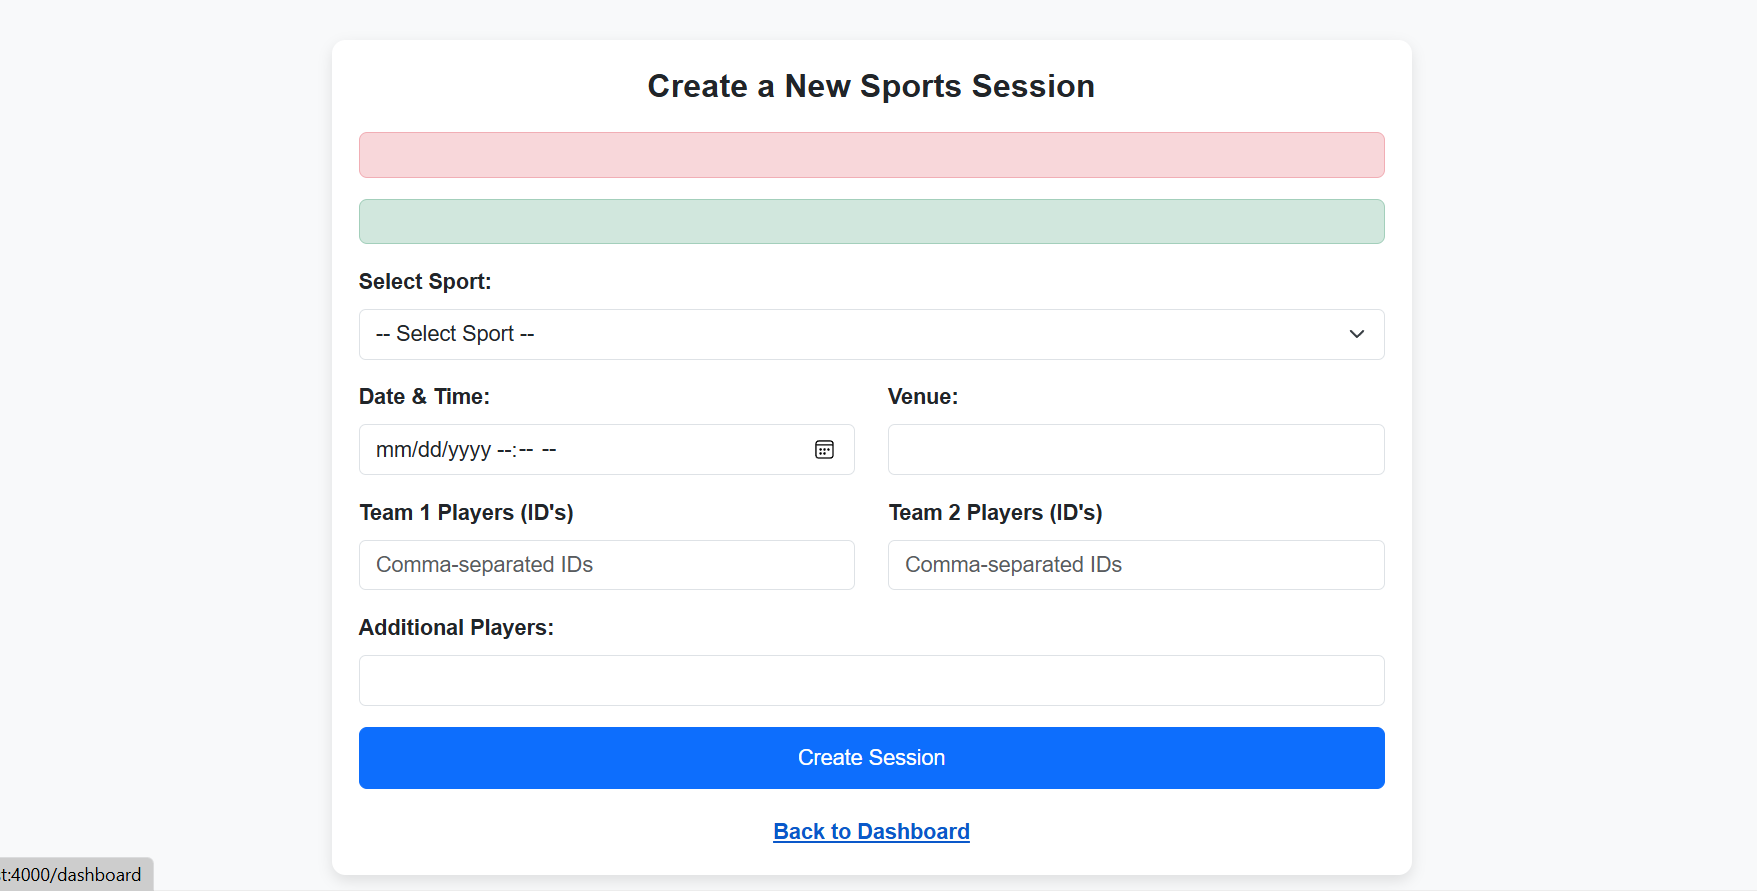 Create a New Sports Session
Select Sport:
-- Select Sport --
Date & Time:
Venue:
mm/dd/yyyy --:-- --
Team 1 Players (ID's)
Team 2 Players (ID's)
Comma-separated IDs
Comma-separated IDs
Additional Players:
Create Session
Back to Dashboard
t:4000/dashboard